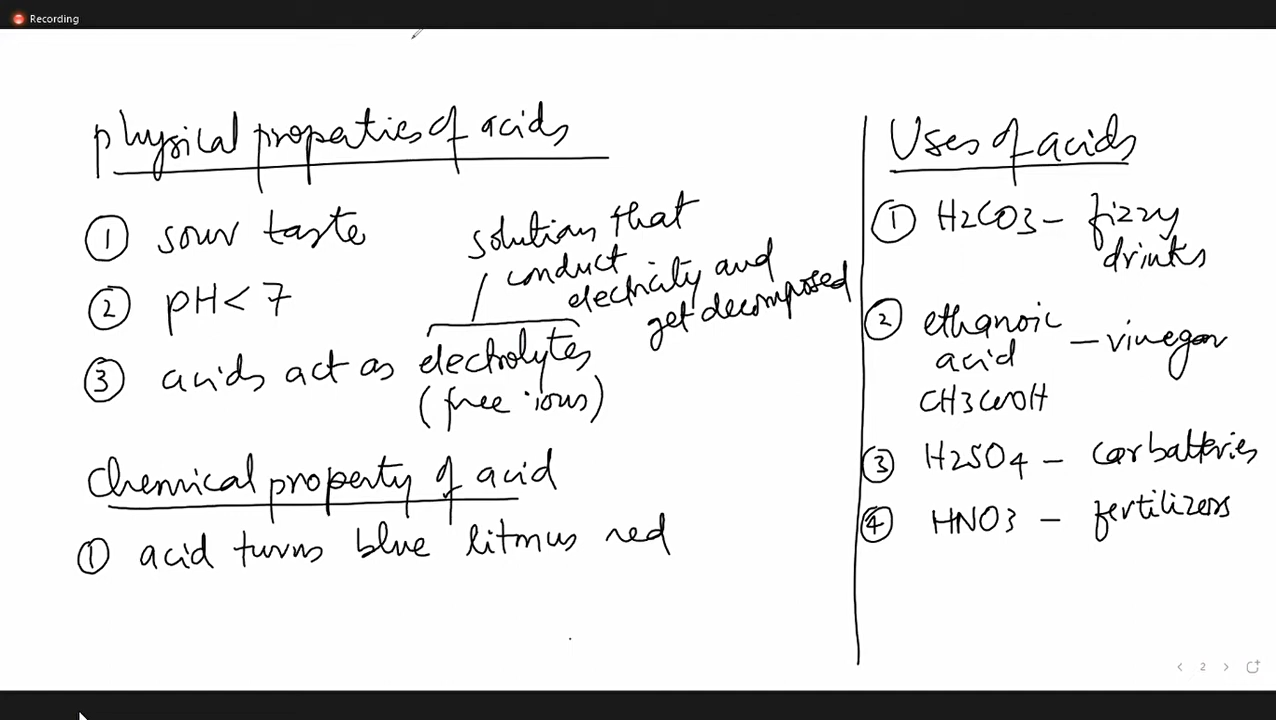 Recording
physical properties of acids
① sour taste
② pH < 7
③ acids act as electrolytes
(free ions)
solutions that
conduct
electricity and
get decomposed
Chemical property of acid
① acid turns blue litmus red
Uses of acids
① H2CO3 – fizzy
drinks
② ethanoic
acid
CH3COOH
– vinegar
③ H2SO4 – car batteries
④ HNO3 – fertilizers
< 2 >